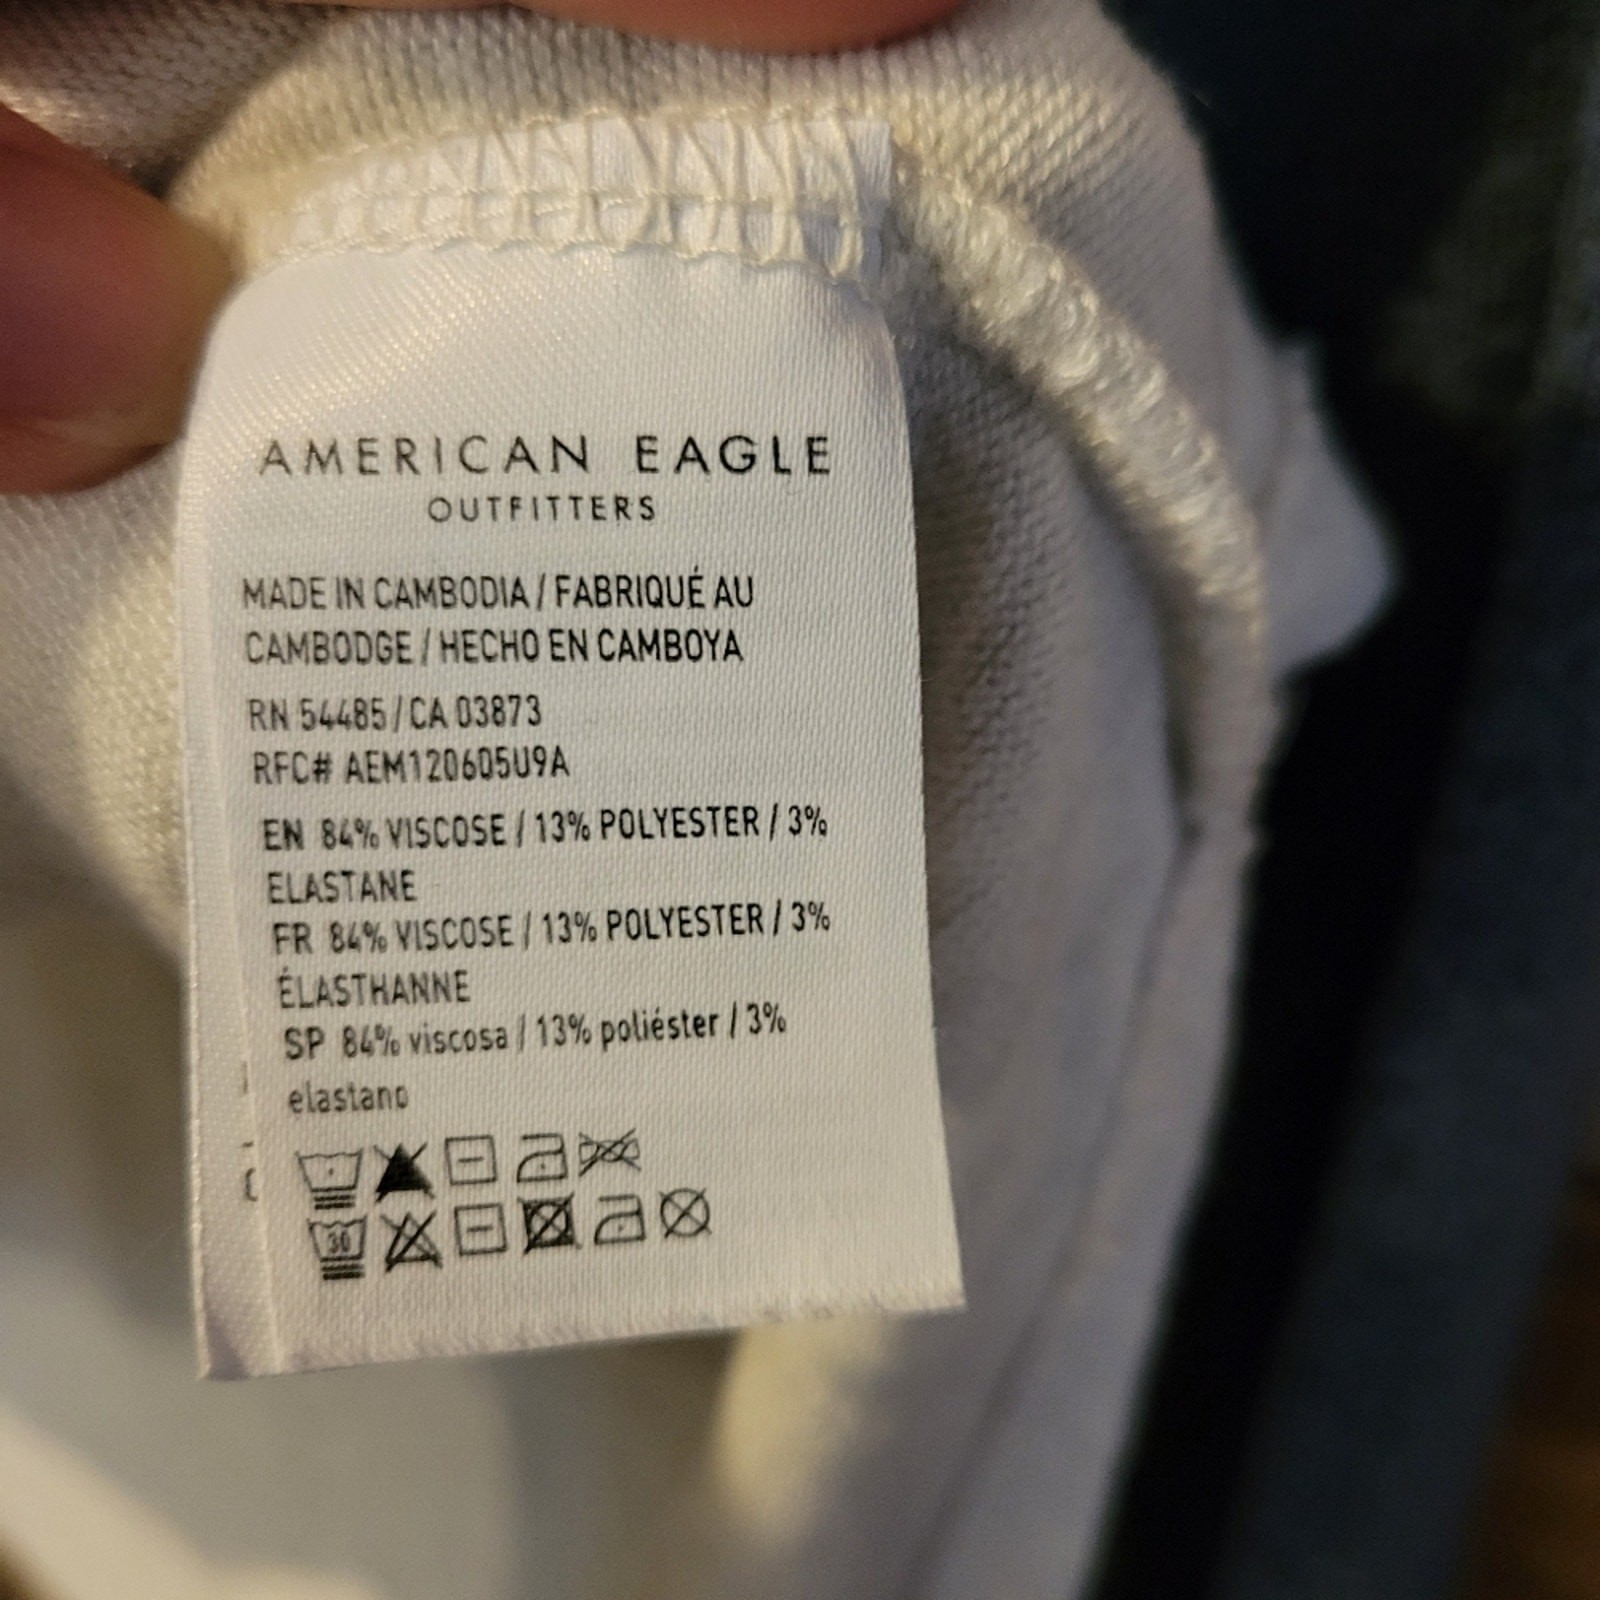 AMERICAN EAGLE
OUTFITTERS
MADE IN CAMBODIA / FABRIQUÉ AU
CAMBODGE / HECHO EN CAMBOYA
RN 54485 / CA 03873
RFC# AEM120605U9A
EN 84% VISCOSE / 13% POLYESTER / 3%
ELASTANE
FR 84% VISCOSE / 13% POLYESTER / 3%
ÉLASTHANNE
SP 84% viscosa / 13% poliéster / 3%
elastano
30